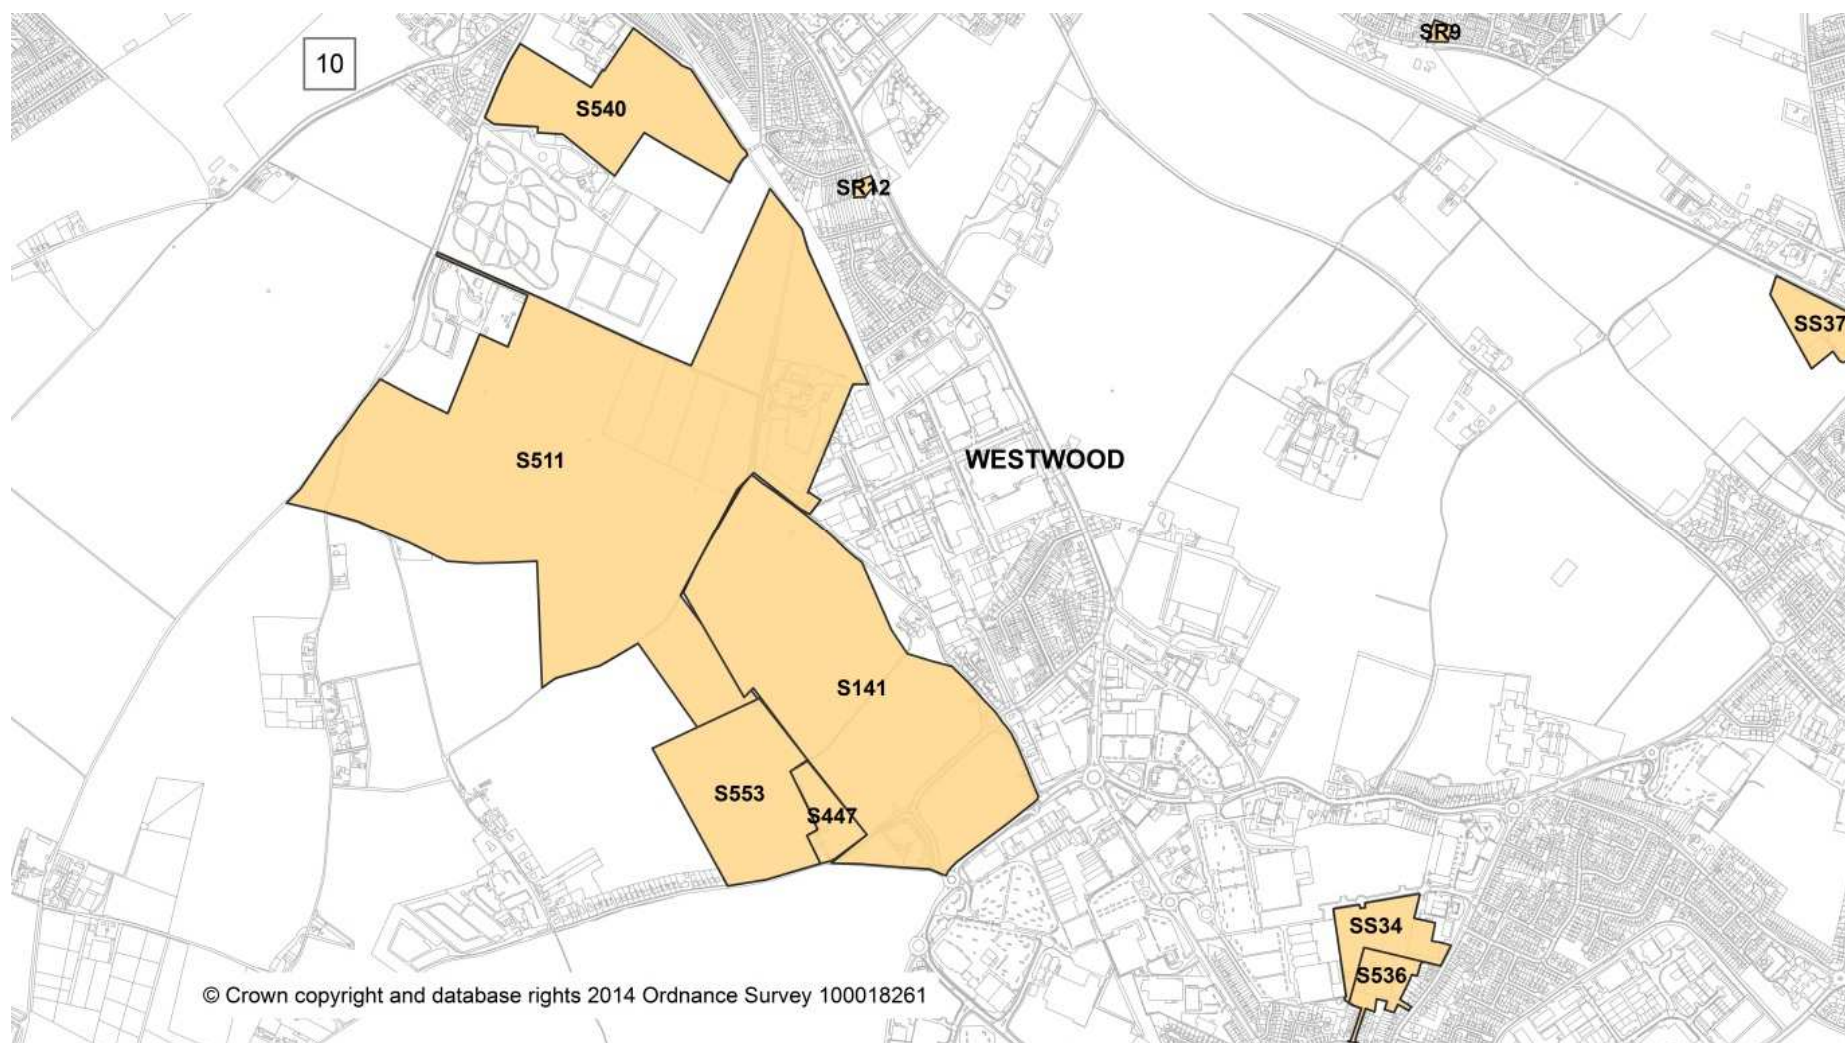 SR9
10
S540
SR12
SS37
WESTWOOD
S511
S141
S553
S447
SS34
S536
© Crown copyright and database rights 2014 Ordnance Survey 100018261